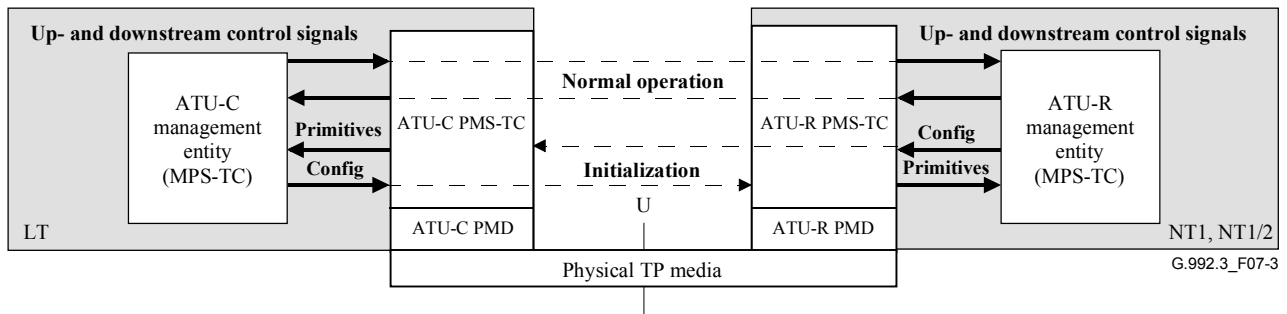 Up- and downstream control signals
Up- and downstream control signals
Normal operation
ATU-C
management
entity
(MPS-TC)
ATU-C PMS-TC
ATU-R PMS-TC
ATU-R
management
entity
(MPS-TC)
Primitives
Config
Config
Initialization
Primitives
U
LT
ATU-C PMD
ATU-R PMD
NT1, NT1/2
Physical TP media
G.992.3_F07-3